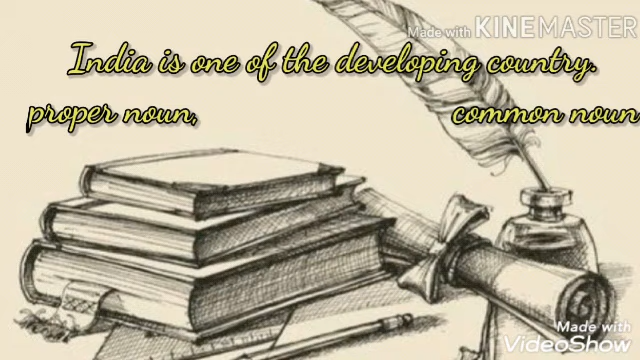 Made with KINEMASTER
India is one of the developing country.
proper noun, common noun
Made with
VideoShow